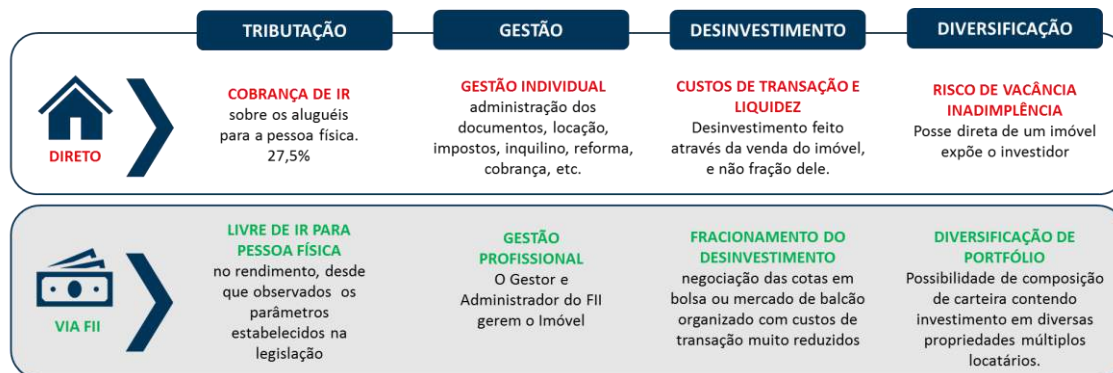 TRIBUTAÇÃO
GESTÃO
DESINVESTIMENTO
DIVERSIFICAÇÃO
DIRETO
COBRANÇA DE IR
sobre os aluguéis
para a pessoa física.
27,5%
GESTÃO INDIVIDUAL
administração dos
documentos, locação,
impostos, inquilino, reforma,
cobrança, etc.
CUSTOS DE TRANSAÇÃO E
LIQUIDEZ
Desinvestimento feito
através da venda do imóvel,
e não fração dele.
RISCO DE VACÂNCIA
INADIMPLÊNCIA
Posse direta de um imóvel
expõe o investidor
VIA FII
LIVRE DE IR PARA
PESSOA FÍSICA
no rendimento, desde
que observados os
parâmetros
estabelecidos na
legislação
GESTÃO
PROFISSIONAL
O Gestor e
Administrador do FII
gerem o Imóvel
FRACIONAMENTO DO
DESINVESTIMENTO
negociação das cotas em
bolsa ou mercado de balcão
organizado com custos de
transação muito reduzidos
DIVERSIFICAÇÃO DE
PORTFÓLIO
Possibilidade de composição
de carteira contendo
investimento em diversas
propriedades múltiplos
locatários.